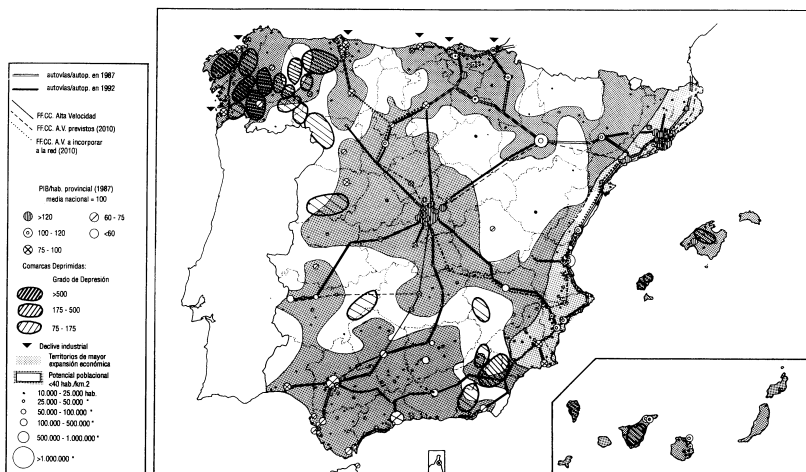 autovías/autop. en 1987
autovías/autop. en 1992
FF.CC. Alta Velocidad
FF.CC. A.V. previstos (2010)
FF.CC. A.V. a incorporar
a la red (2010)
PIB/hab. provincial (1987)
media nacional = 100
>120
60 - 75
100 - 120
<60
75 - 100
Comarcas Deprimidas:
Grado de Depresión
>500
175 - 500
75 - 175
Declive industrial
Territorios de mayor
expansión económica
Potencial poblacional
<40 hab./km.2
10.000 - 25.000 hab.
25.000 - 50.000 "
50.000 - 100.000 "
100.000 - 500.000 "
500.000 - 1.000.000 "
>1.000.000 "